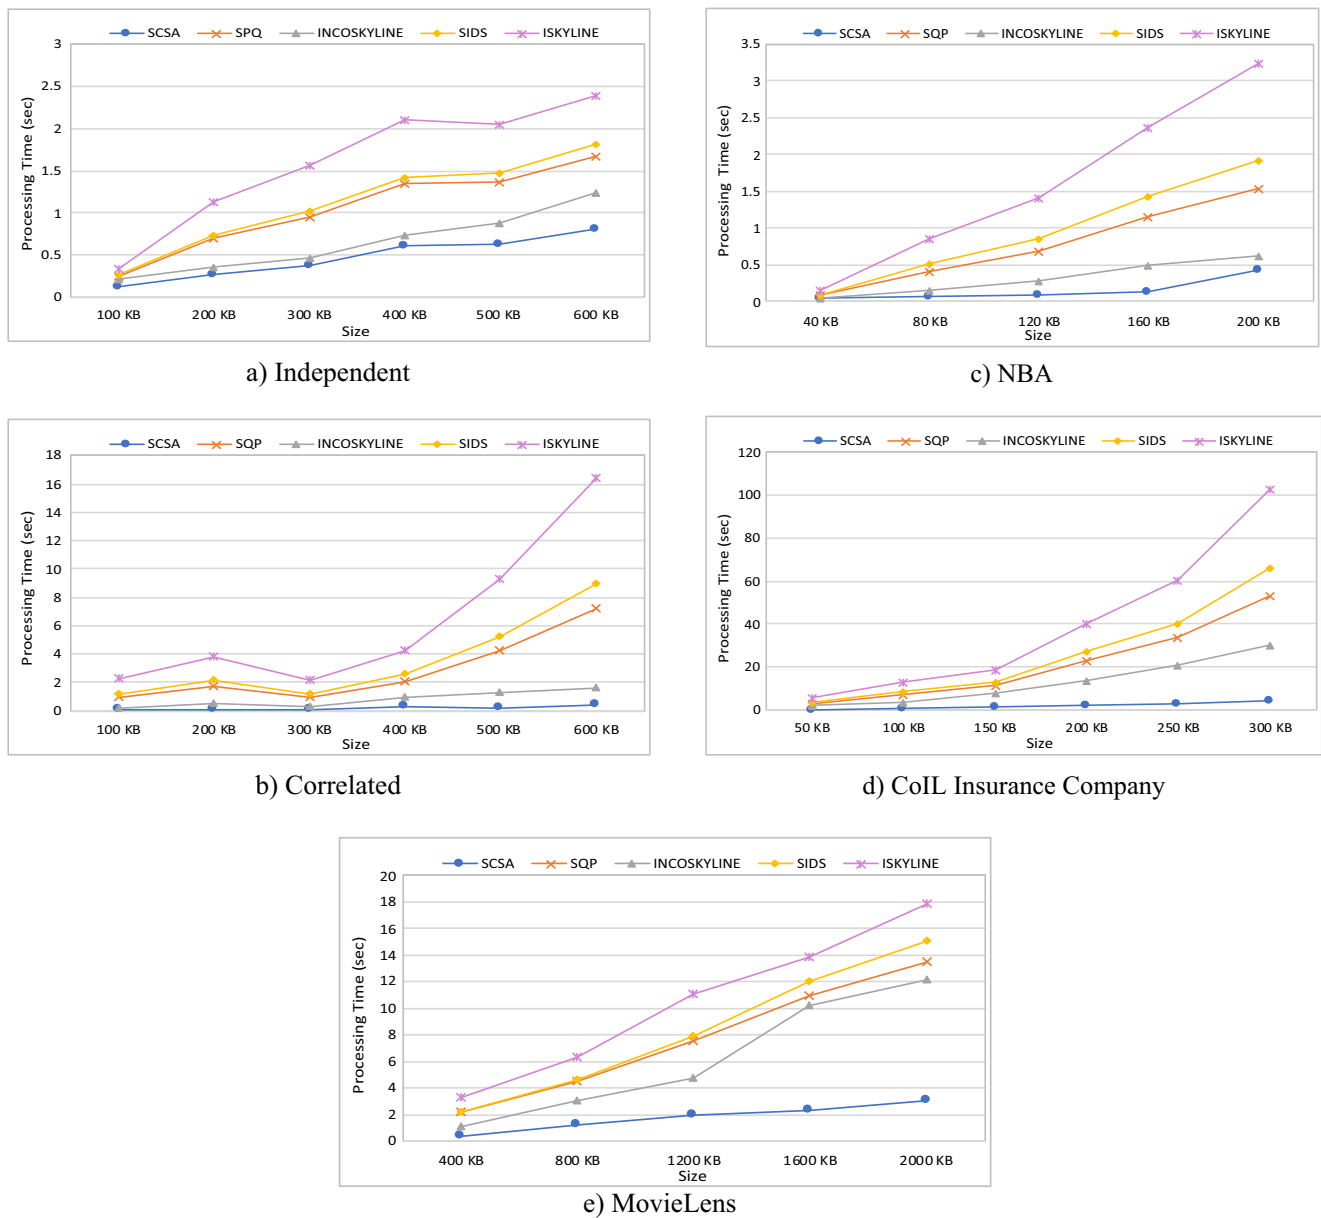 SCSA SPQ INCOSKYLINE SIDS ISKYLINE
3
2.5
2
1.5
1
0.5
0
Processing Time (sec)
100 KB 200 KB 300 KB 400 KB 500 KB 600 KB
Size
a) Independent
SCSA SQP INCOSKYLINE SIDS ISKYLINE
3.5
3
2.5
2
1.5
1
0.5
0
Processing Time (sec)
40 KB 80 KB 120 KB 160 KB 200 KB
Size
c) NBA
SCSA SQP INCOSKYLINE SIDS ISKYLINE
18
16
14
12
10
8
6
4
2
0
Processing Time (sec)
100 KB 200 KB 300 KB 400 KB 500 KB 600 KB
Size
b) Correlated
SCSA SQP INCOSKYLINE SIDS ISKYLINE
120
100
80
60
40
20
0
Processing Time (sec)
50 KB 100 KB 150 KB 200 KB 250 KB 300 KB
Size
d) CoIL Insurance Company
SCSA SQP INCOSKYLINE SIDS ISKYLINE
20
18
16
14
12
10
8
6
4
2
0
Processing Time (sec)
400 KB 800 KB 1200 KB 1600 KB 2000 KB
Size
e) MovieLens